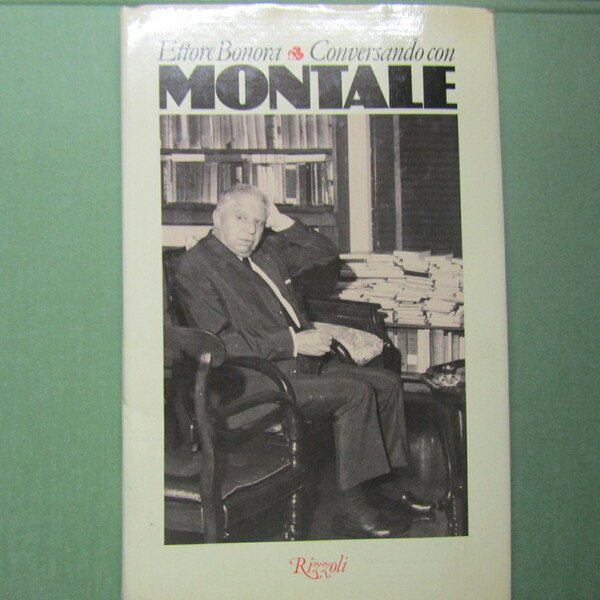 Ettore Bonora Conversando con
MONTALE
Rizzoli